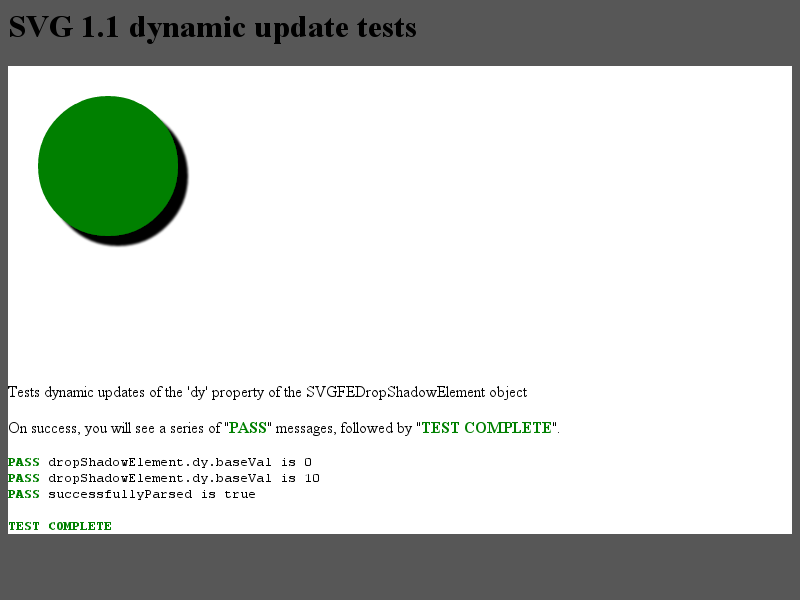 SVG 1.1 dynamic update tests
Tests dynamic updates of the 'dy' property of the SVGFEDropShadowElement object
On success, you will see a series of "PASS" messages, followed by "TEST COMPLETE".
PASS dropShadowElement.dy.baseVal is 0
PASS dropShadowElement.dy.baseVal is 10
PASS successfullyParsed is true
TEST COMPLETE